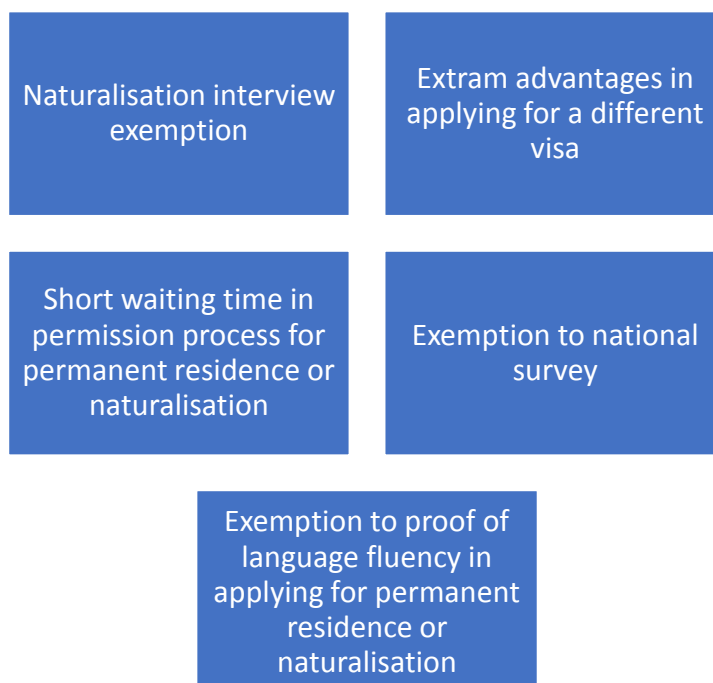 Naturalisation interview
exemption
Extram advantages in
applying for a different
visa
Short waiting time in
permission process for
permanent residence or
naturalisation
Exemption to national
survey
Exemption to proof of
language fluency in
applying for permanent
residence or
naturalisation